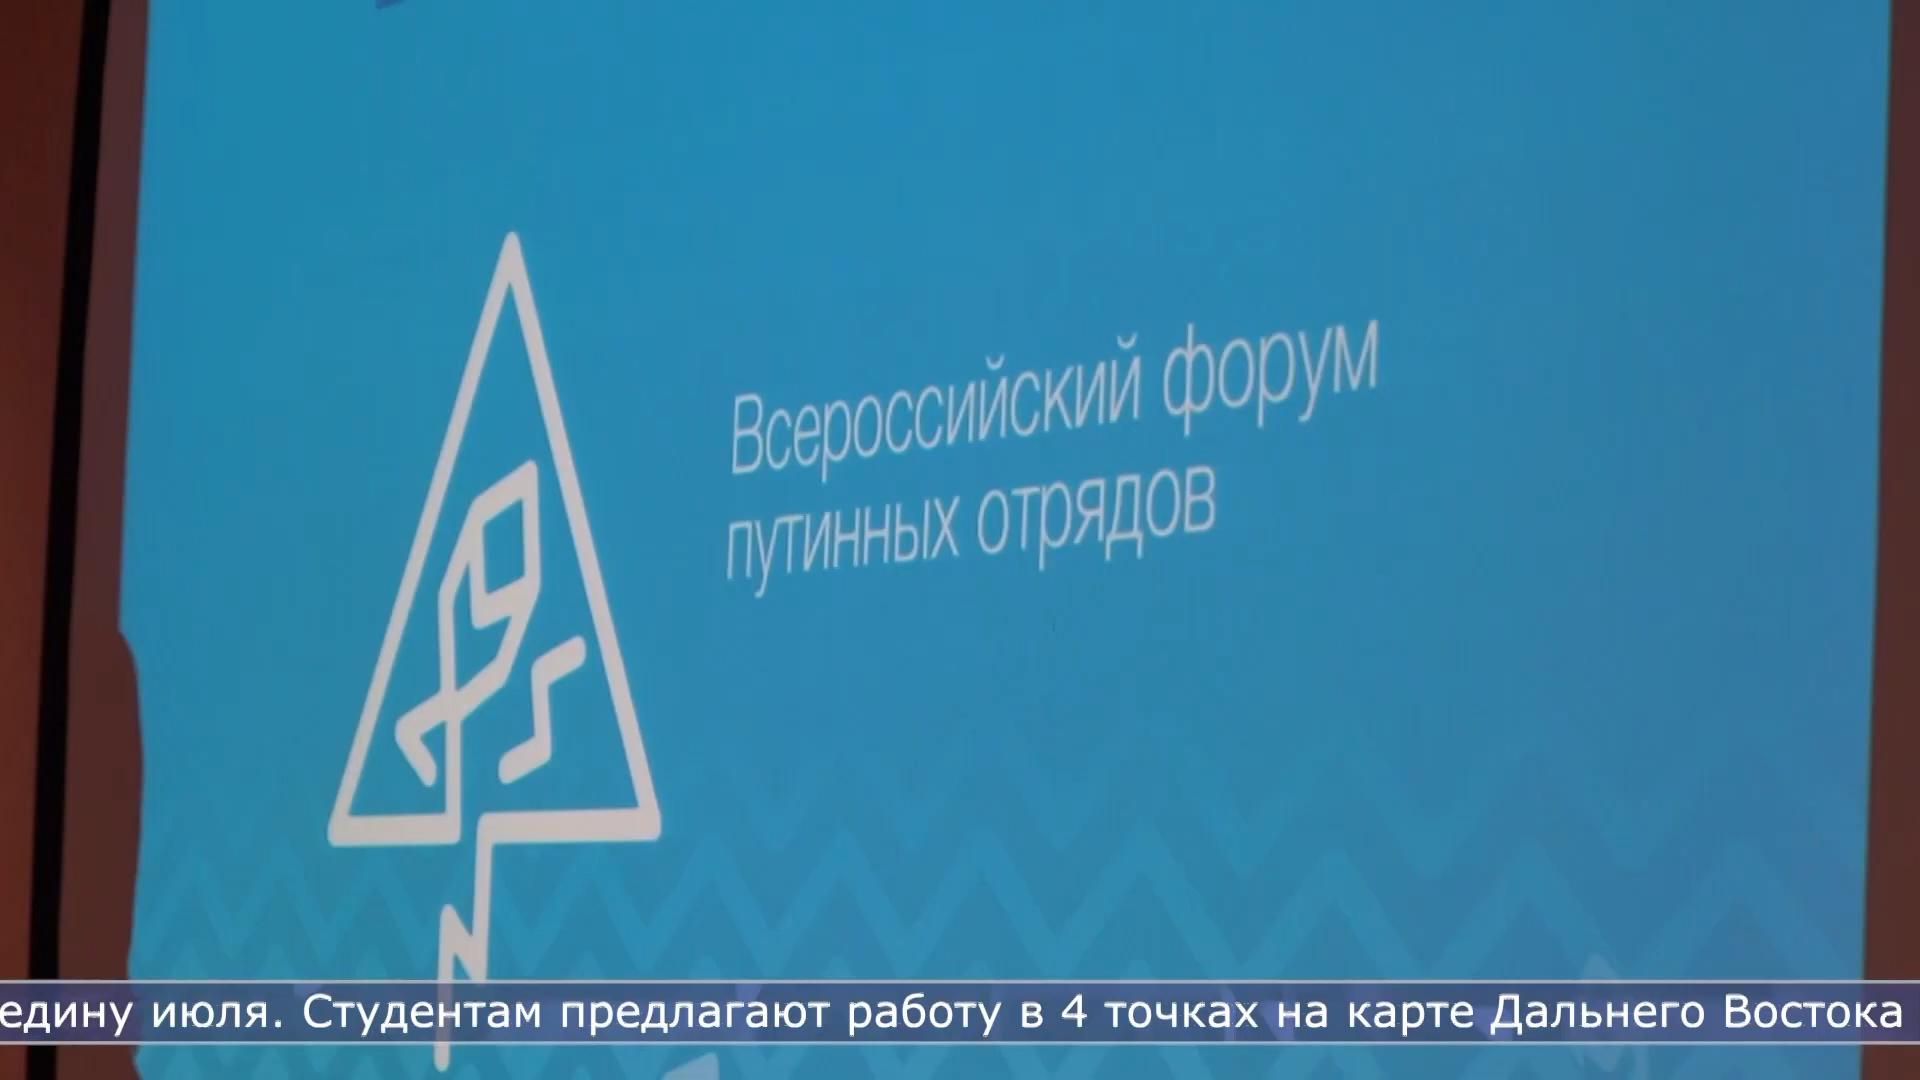 Всероссийский форум
путинных отрядов
едину июля. Студентам предлагают работу в 4 точках на карте Дальнего Востока